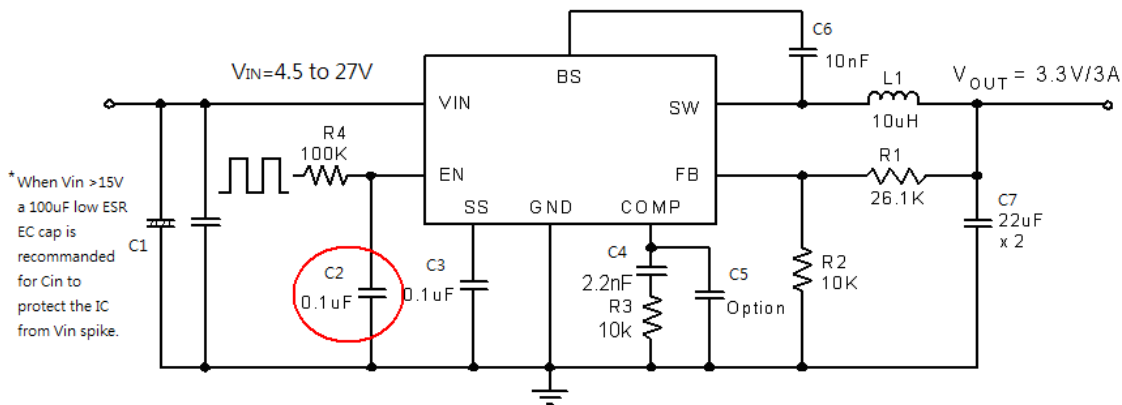 C6
10nF
VIN=4.5 to 27V
BS
VOUT = 3.3V/3A
L1
10uH
VIN
SW
R4
100K
EN
FB
R1
26.1K
* When Vin >15V
a 100uF low ESR
EC cap is
recommanded
for Cin to
protect the IC
from Vin spike.
C1
SS
GND
COMP
C7
22uF
x 2
C2
0.1uF
C3
0.1uF
C4
2.2nF
R3
10k
C5
Option
R2
10K